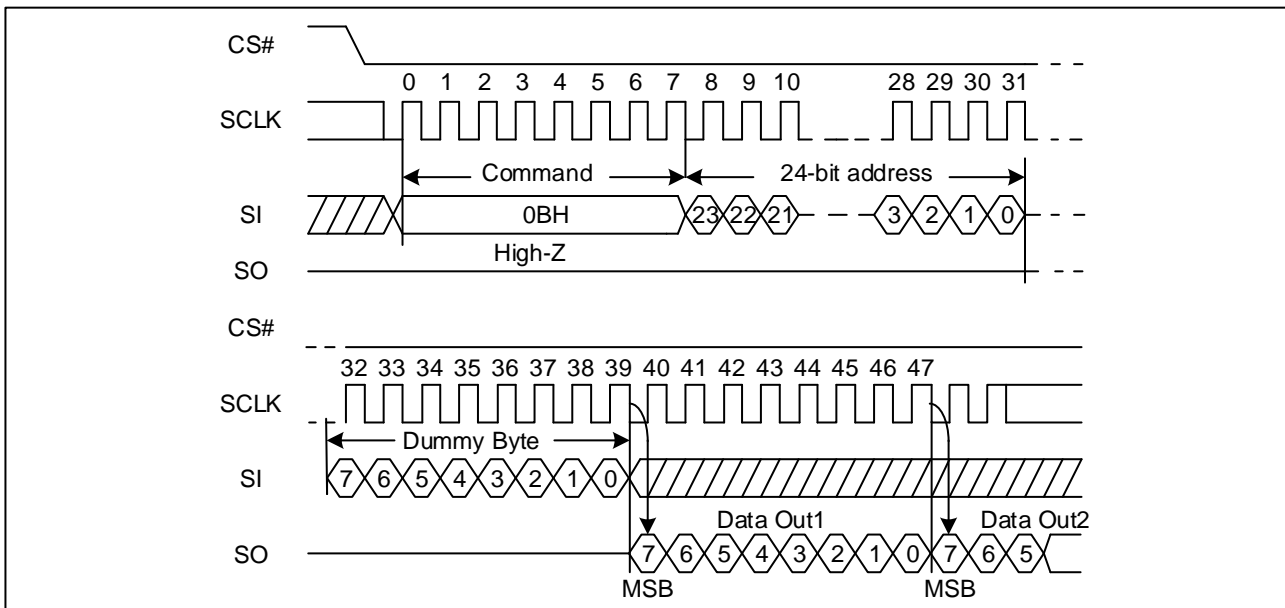 CS#
0 1 2 3 4 5 6 7 8 9 10 28 29 30 31
SCLK
Command 24-bit address
SI 0BH 23 22 21 3 2 1 0
High-Z
SO
CS#
32 33 34 35 36 37 38 39 40 41 42 43 44 45 46 47
SCLK
Dummy Byte
SI 7 6 5 4 3 2 1 0
Data Out1 Data Out2
SO 7 6 5 4 3 2 1 0 7 6 5
MSB MSB